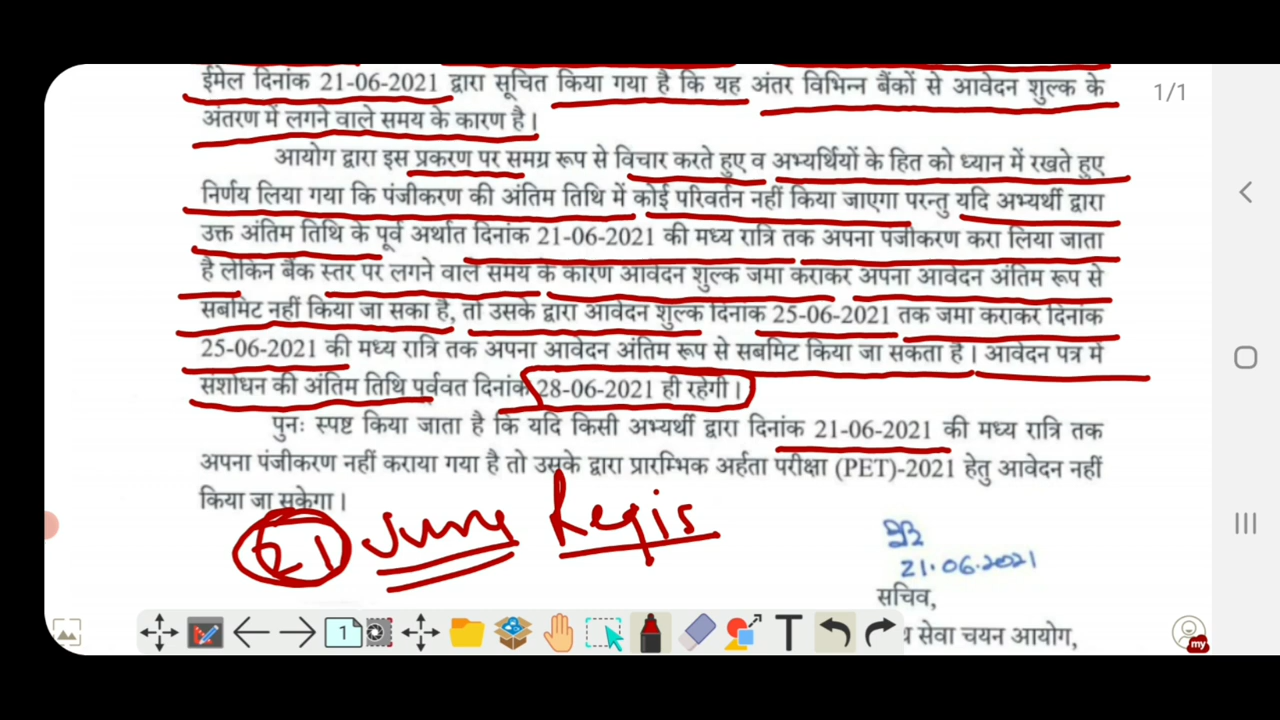 ईमेल दिनांक 21-06-2021 द्वारा सूचित किया गया है कि यह अंतर विभिन्न बैंकों से आवेदन शुल्क के
1/1
अंतरण में लगने वाले समय के कारण है।
आयोग द्वारा इस प्रकरण पर समग्र रूप से विचार करते हुए व अभ्यर्थियों के हित को ध्यान में रखते हुए
निर्णय लिया गया कि पंजीकरण की अंतिम तिथि में कोई परिवर्तन नहीं किया जाएगा परन्तु यदि अभ्यर्थी द्वारा
उक्त अंतिम तिथि के पूर्व अर्थात दिनांक 21-06-2021 की मध्य रात्रि तक अपना पंजीकरण करा लिया जाता
है लेकिन बैंक स्तर पर लगने वाले समय के कारण आवेदन शुल्क जमा कराकर अपना आवेदन अंतिम रूप से
सबमिट नहीं किया जा सका है, तो उसके द्वारा आवेदन शुल्क दिनांक 25-06-2021 तक जमा कराकर दिनांक
25-06-2021 की मध्य रात्रि तक अपना आवेदन अंतिम रूप से सबमिट किया जा सकता है। आवेदन पत्र में
संशोधन की अंतिम तिथि पूर्ववत दिनांक 28-06-2021 ही रहेगी।
पुनः स्पष्ट किया जाता है कि यदि किसी अभ्यर्थी द्वारा दिनांक 21-06-2021 की मध्य रात्रि तक
अपना पंजीकरण नहीं कराया गया है तो उसके द्वारा प्रारम्भिक अर्हता परीक्षा (PET)-2021 हेतु आवेदन नहीं
किया जा सकेगा।
21 June Regis
21.06.2021
सचिव,
सेवा चयन आयोग,
1
T
my